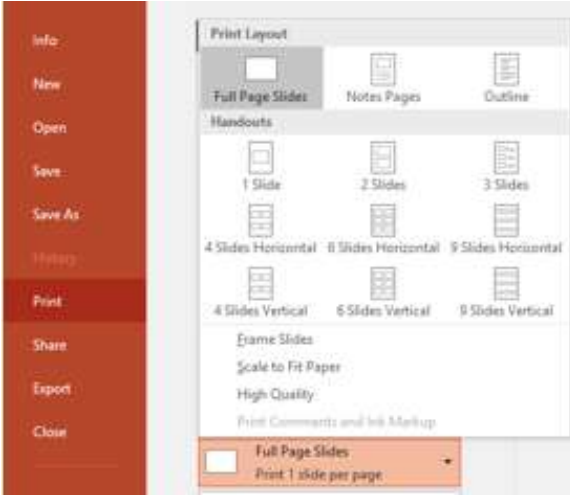 Info
New
Open
Save
Save As
History
Print
Share
Export
Close
Print Layout
Full Page Slides
Notes Pages
Outline
Handouts
1 Slide
2 Slides
3 Slides
4 Slides Horizontal
6 Slides Horizontal
9 Slides Horizontal
4 Slides Vertical
6 Slides Vertical
9 Slides Vertical
Frame Slides
Scale to Fit Paper
High Quality
Print Comments and Ink Markup
Full Page Slides
Print 1 slide per page